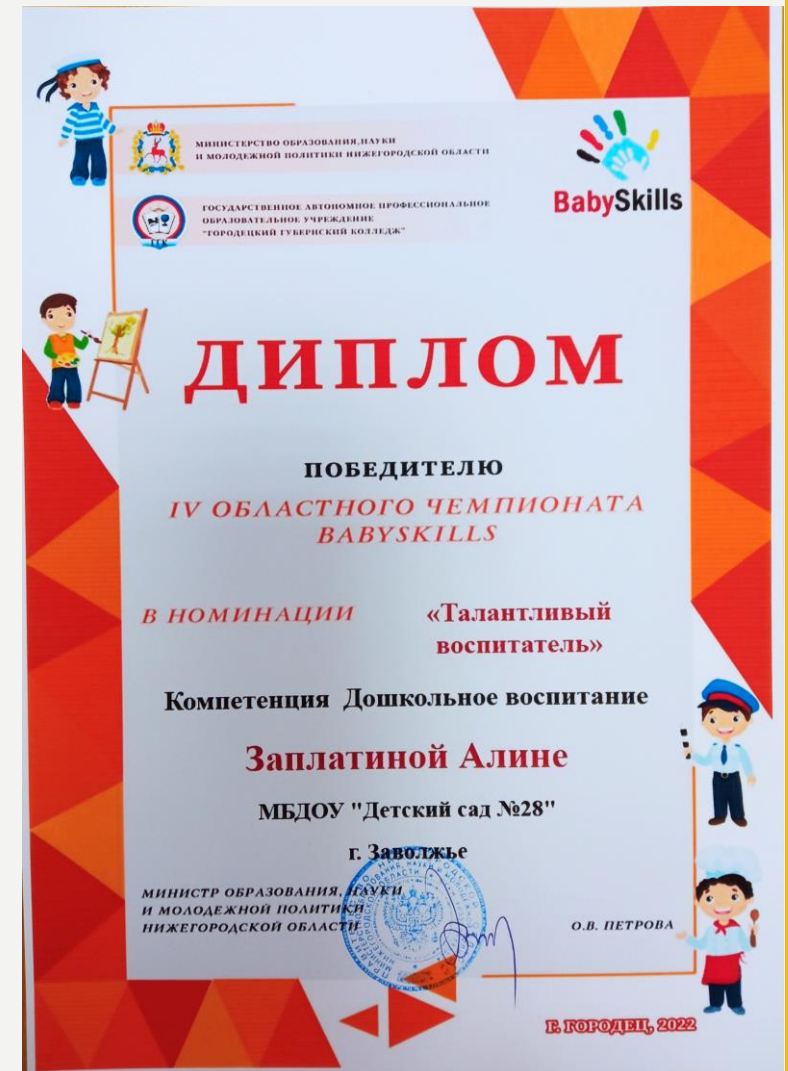 МИНИСТЕРСТВО ОБРАЗОВАНИЯ,НАУКИ
И МОЛОДЕЖНОЙ ПОЛИТИКИ НИЖЕГОРОДСКОЙ ОБЛАСТИ
ГОСУДАРСТВЕННОЕ АВТОНОМНОЕ ПРОФЕССИОНАЛЬНОЕ
ОБРАЗОВАТЕЛЬНОЕ УЧРЕЖДЕНИЕ
"ГОРОДЕЦКИЙ ГУБЕРНСКИЙ КОЛЛЕДЖ"
ГГК
BabySkills
ДИПЛОМ
ПОБЕДИТЕЛЮ
IV ОБЛАСТНОГО ЧЕМПИОНАТА
BABYSKILLS
В НОМИНАЦИИ «Талантливый
воспитатель»
Компетенция Дошкольное воспитание
Заплатиной Алине
МБДОУ "Детский сад №28"
г. Заволжье
МИНИСТР ОБРАЗОВАНИЯ, НАУКИ
И МОЛОДЕЖНОЙ ПОЛИТИКИ
НИЖЕГОРОДСКОЙ ОБЛАСТИ
О.В. ПЕТРОВА
Г. ГОРОДЕЦ, 2022